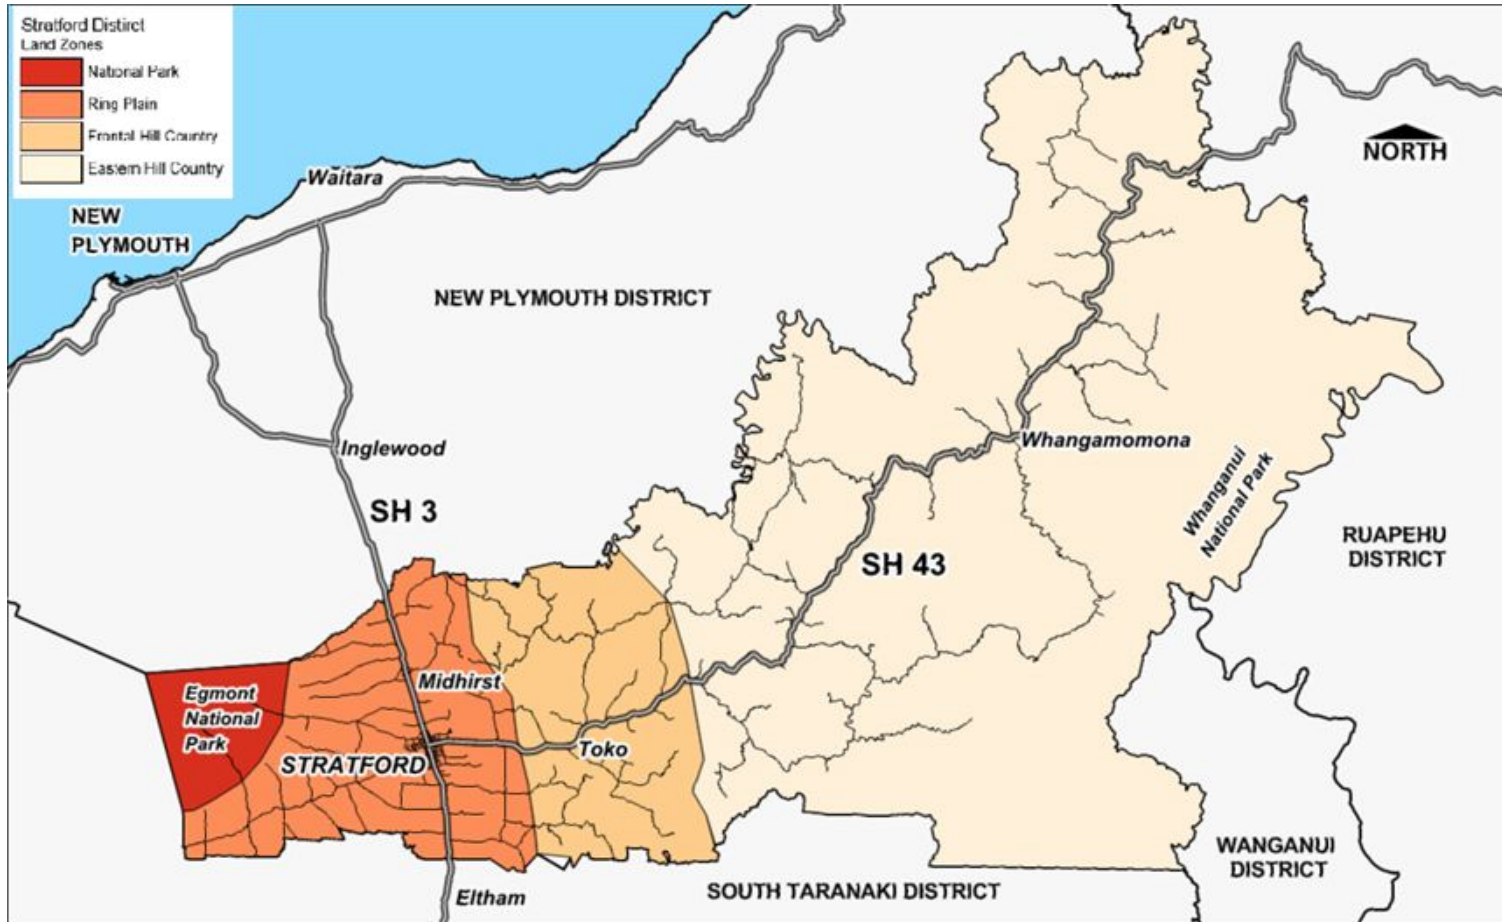 Stratford Distirct
Land Zones
National Park
Ring Plain
Frontal Hill Country
Eastern Hill Country
NORTH
Waitara
NEW
PLYMOUTH
NEW PLYMOUTH DISTRICT
Inglewood
Whangamomona
Whanganui
National Park
SH 3
RUAPEHU
DISTRICT
SH 43
Egmont
National
Park
Midhirst
STRATFORD
Toko
WANGANUI
DISTRICT
SOUTH TARANAKI DISTRICT
Eltham